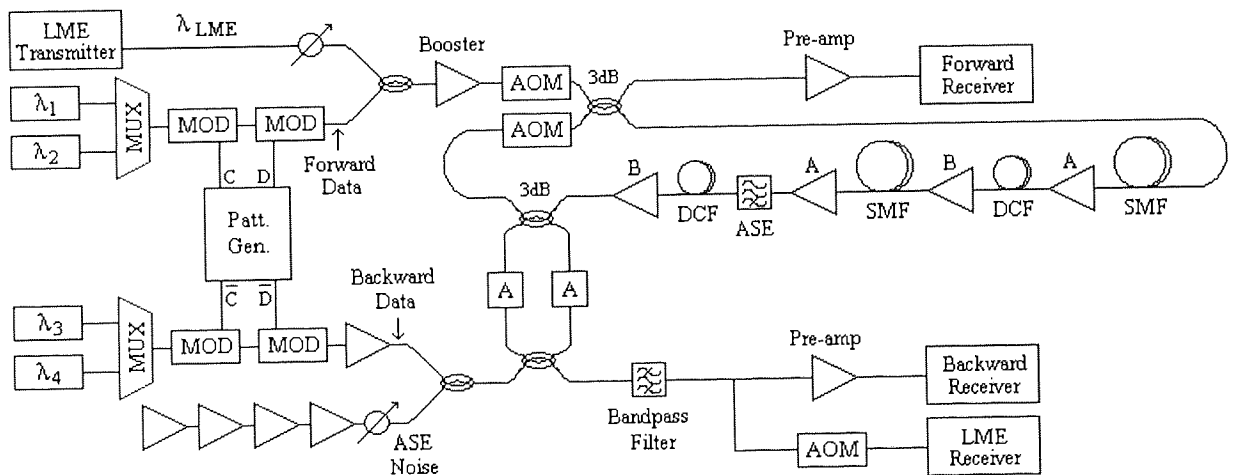 LME
Transmitter
λLME
Booster
AOM
3dB
Pre-amp
Forward
Receiver
λ1
λ2
MUX
MOD
MOD
AOM
Forward
Data
C
D
Patt.
Gen.
C̅
D̅
3dB
B
DCF
ASE
A
SMF
B
DCF
A
SMF
A
A
Backward
Data
λ3
λ4
MUX
MOD
MOD
ASE
Noise
Bandpass
Filter
Pre-amp
Backward
Receiver
AOM
LME
Receiver